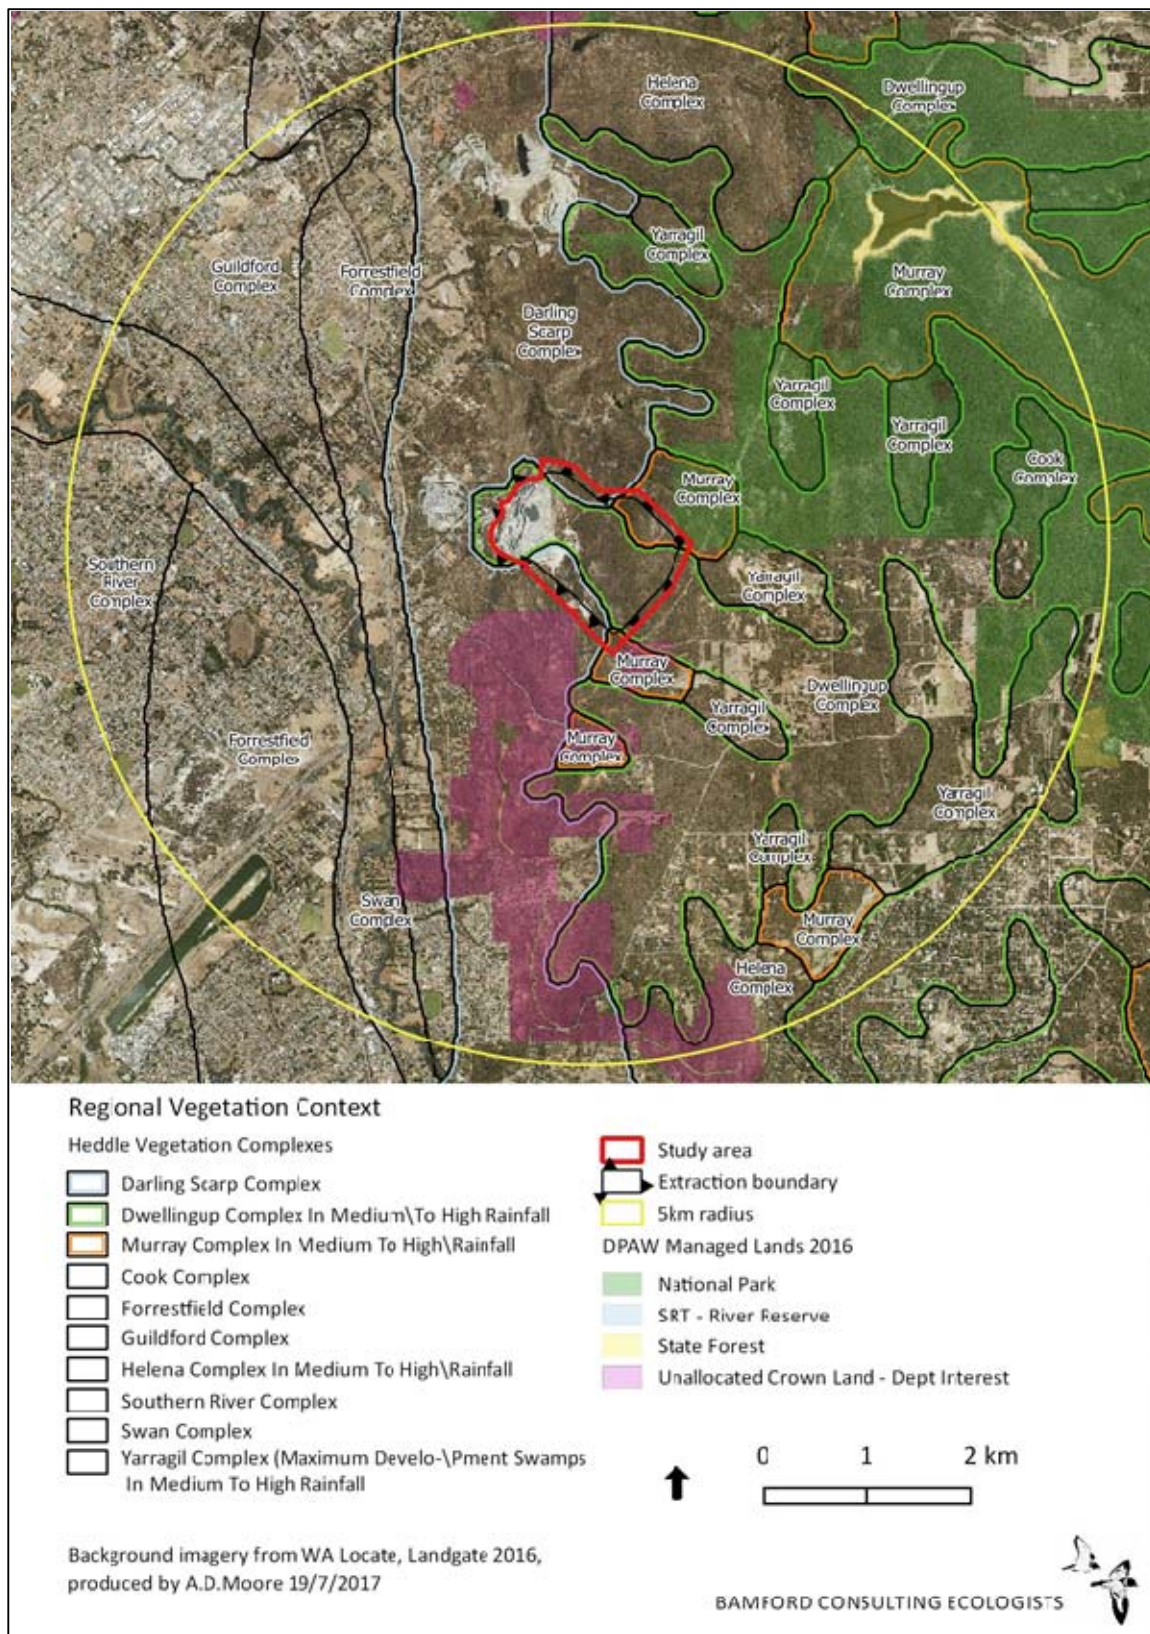 Helena
Complex
Dwellingup
Complex
Yarragil
Complex
Guildford
Complex
Forrestfield
Complex
Murray
Complex
Darling
Scarp
Complex
Yarragil
Complex
Yarragil
Complex
Cook
Complex
Murray
Complex
Southern
River
Complex
Yarragil
Complex
Murray
Complex
Dwellingup
Complex
Yarragil
Complex
Forrestfield
Complex
Murray
Complex
Yarragil
Complex
Yarragil
Complex
Swan
Complex
Murray
Complex
Helena
Complex
Regional Vegetation Context
Heddle Vegetation Complexes
Darling Scarp Complex
Dwellingup Complex In Medium\To High Rainfall
Murray Complex In Medium To High\Rainfall
Cook Complex
Forrestfield Complex
Guildford Complex
Helena Complex In Medium To High\Rainfall
Southern River Complex
Swan Complex
Yarragil Complex (Maximum Develo-\Pment Swamps
In Medium To High Rainfall
Study area
Extraction boundary
5km radius
DPAW Managed Lands 2016
National Park
SRT - River Reserve
State Forest
Unallocated Crown Land - Dept Interest
0 1 2 km
Background imagery from WA Locate, Landgate 2016,
produced by A.D.Moore 19/7/2017
BAMFORD CONSULTING ECOLOGISTS